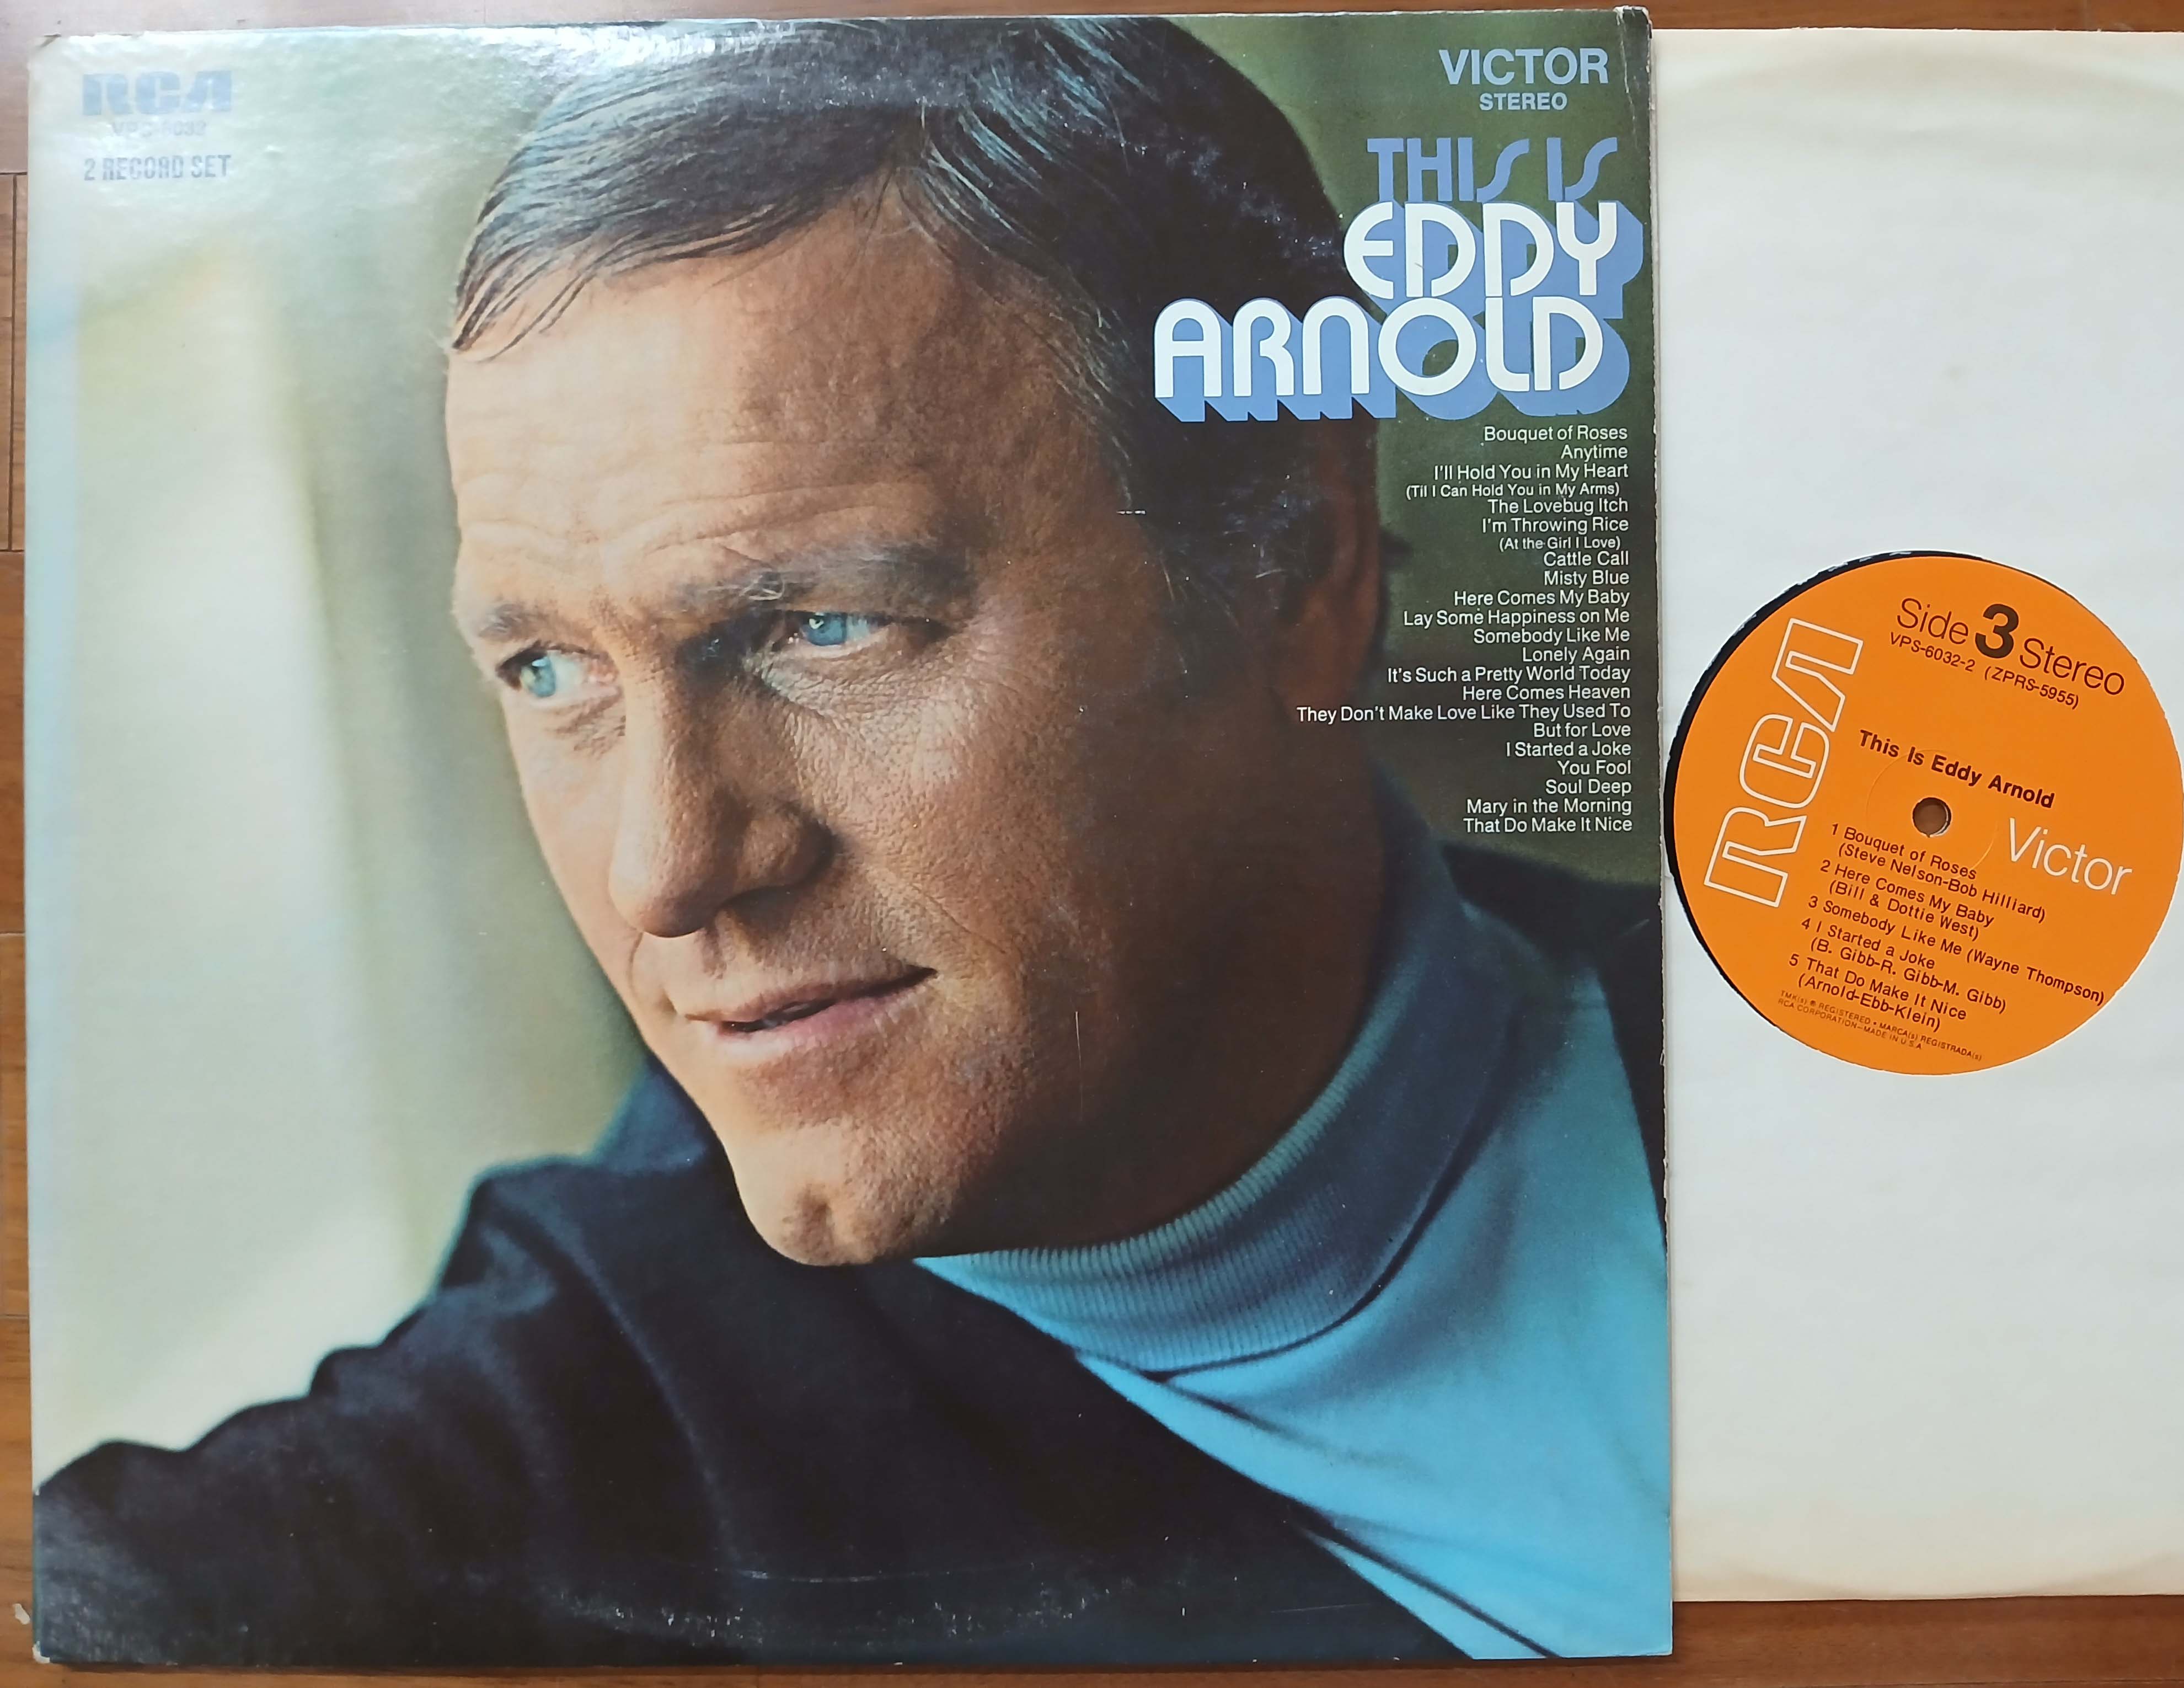 RCA
VPS-6032
2 RECORD SET
VICTOR
STEREO
THIS IS
EDDY
ARNOLD
Bouquet of Roses
Anytime
I'll Hold You in My Heart
(Til I Can Hold You in My Arms)
The Lovebug Itch
I'm Throwing Rice
(At the Girl I Love)
Cattle Call
Misty Blue
Here Comes My Baby
Lay Some Happiness on Me
Somebody Like Me
Lonely Again
It's Such a Pretty World Today
Here Comes Heaven
They Don't Make Love Like They Used To
But for Love
I Started a Joke
You Fool
Soul Deep
Mary in the Morning
That Do Make It Nice
Side 3 Stereo
VPS-6032-2 (ZPRS-5955)
RCA
This Is Eddy Arnold
Victor
1 Bouquet of Roses
(Steve Nelson-Bob Hilliard)
2 Here Comes My Baby
(Bill & Dottie West)
3 Somebody Like Me (Wayne Thompson)
4 I Started a Joke
(B. Gibb-R. Gibb-M. Gibb)
5 That Do Make It Nice
(Arnold-Ebb-Klein)
TMK(s) ® REGISTERED • MARCA(s) REGISTRADA(s)
RCA CORPORATION-MADE IN U.S.A